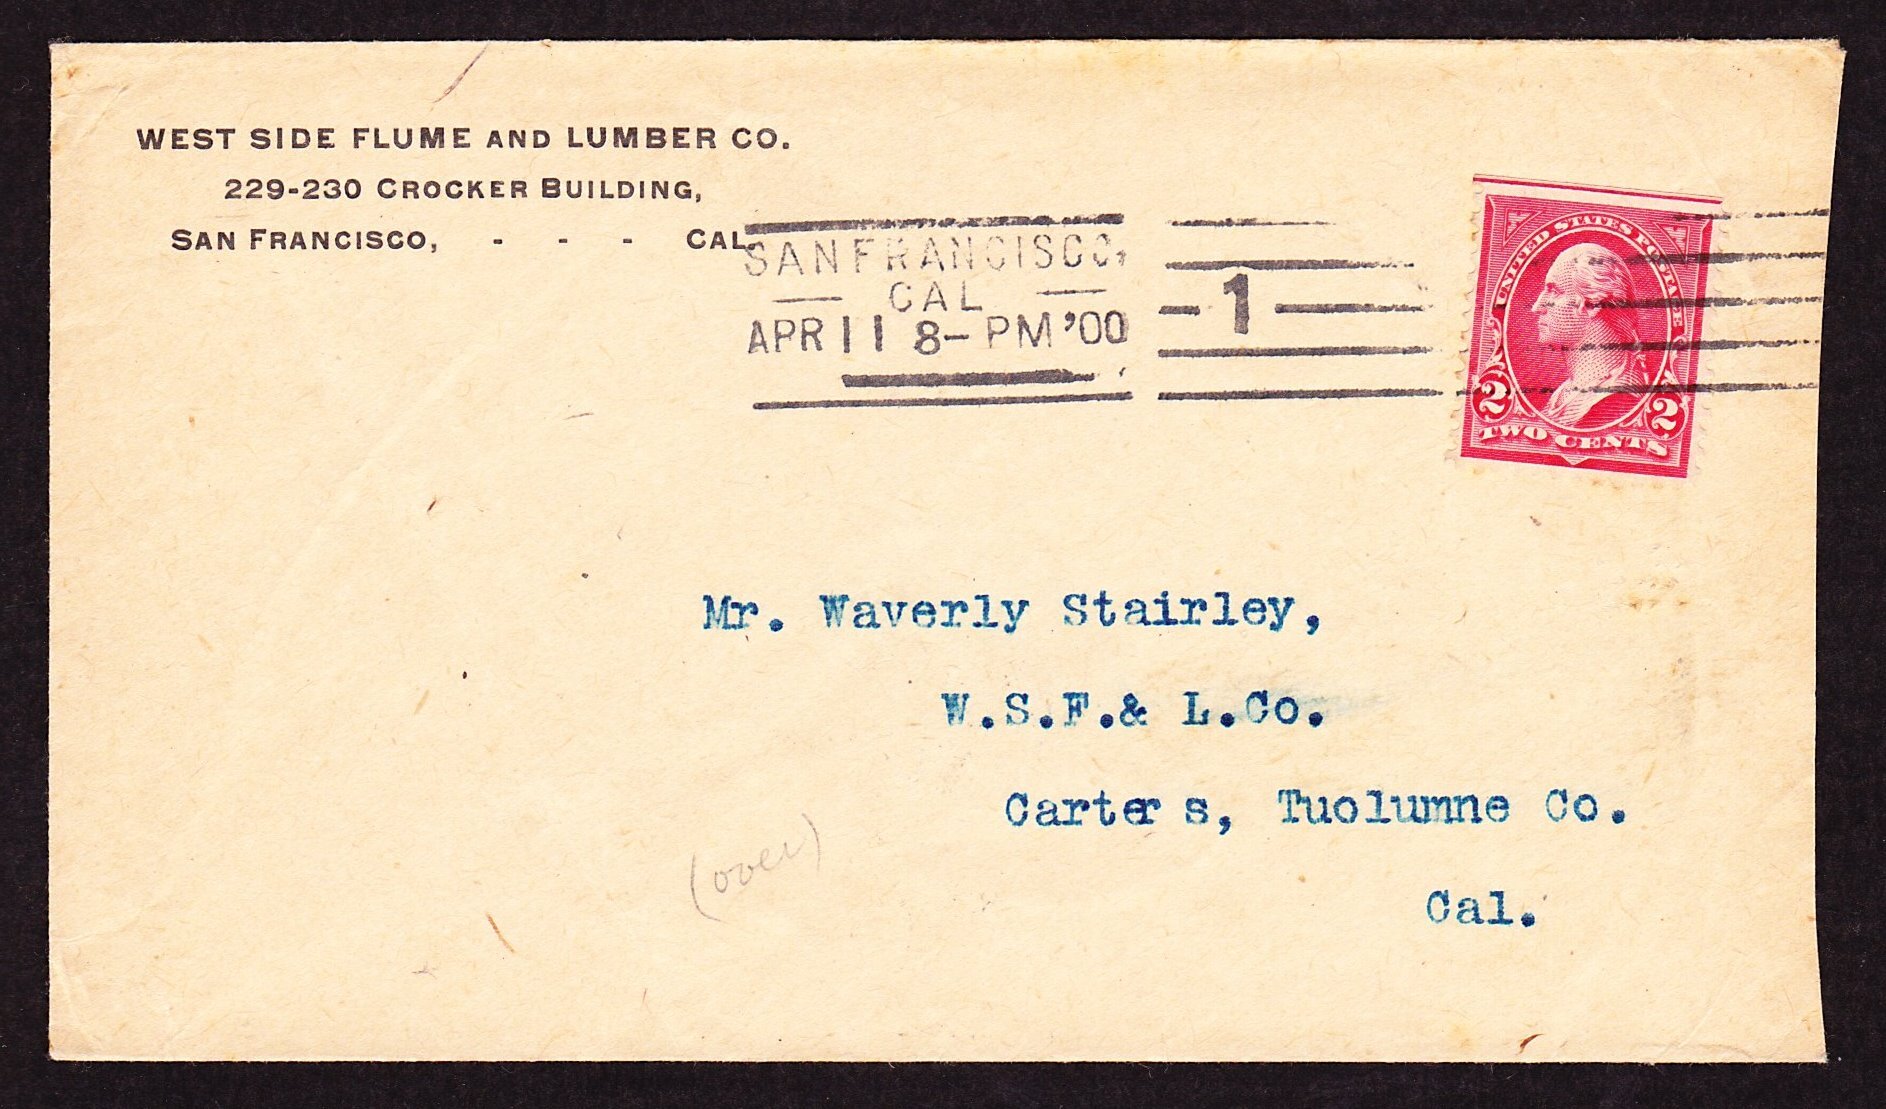 WEST SIDE FLUME AND LUMBER CO.
229-230 CROCKER BUILDING,
SAN FRANCISCO, - - - CAL.
SAN FRANCISCO,
— CAL —
APR 11 8- PM '00
1
UNITED STATES POSTAGE
2 2
TWO CENTS
Mr. Waverly Stairley,
W.S.F.& L.Co.
Carters, Tuolumne Co.
Cal.
(over)